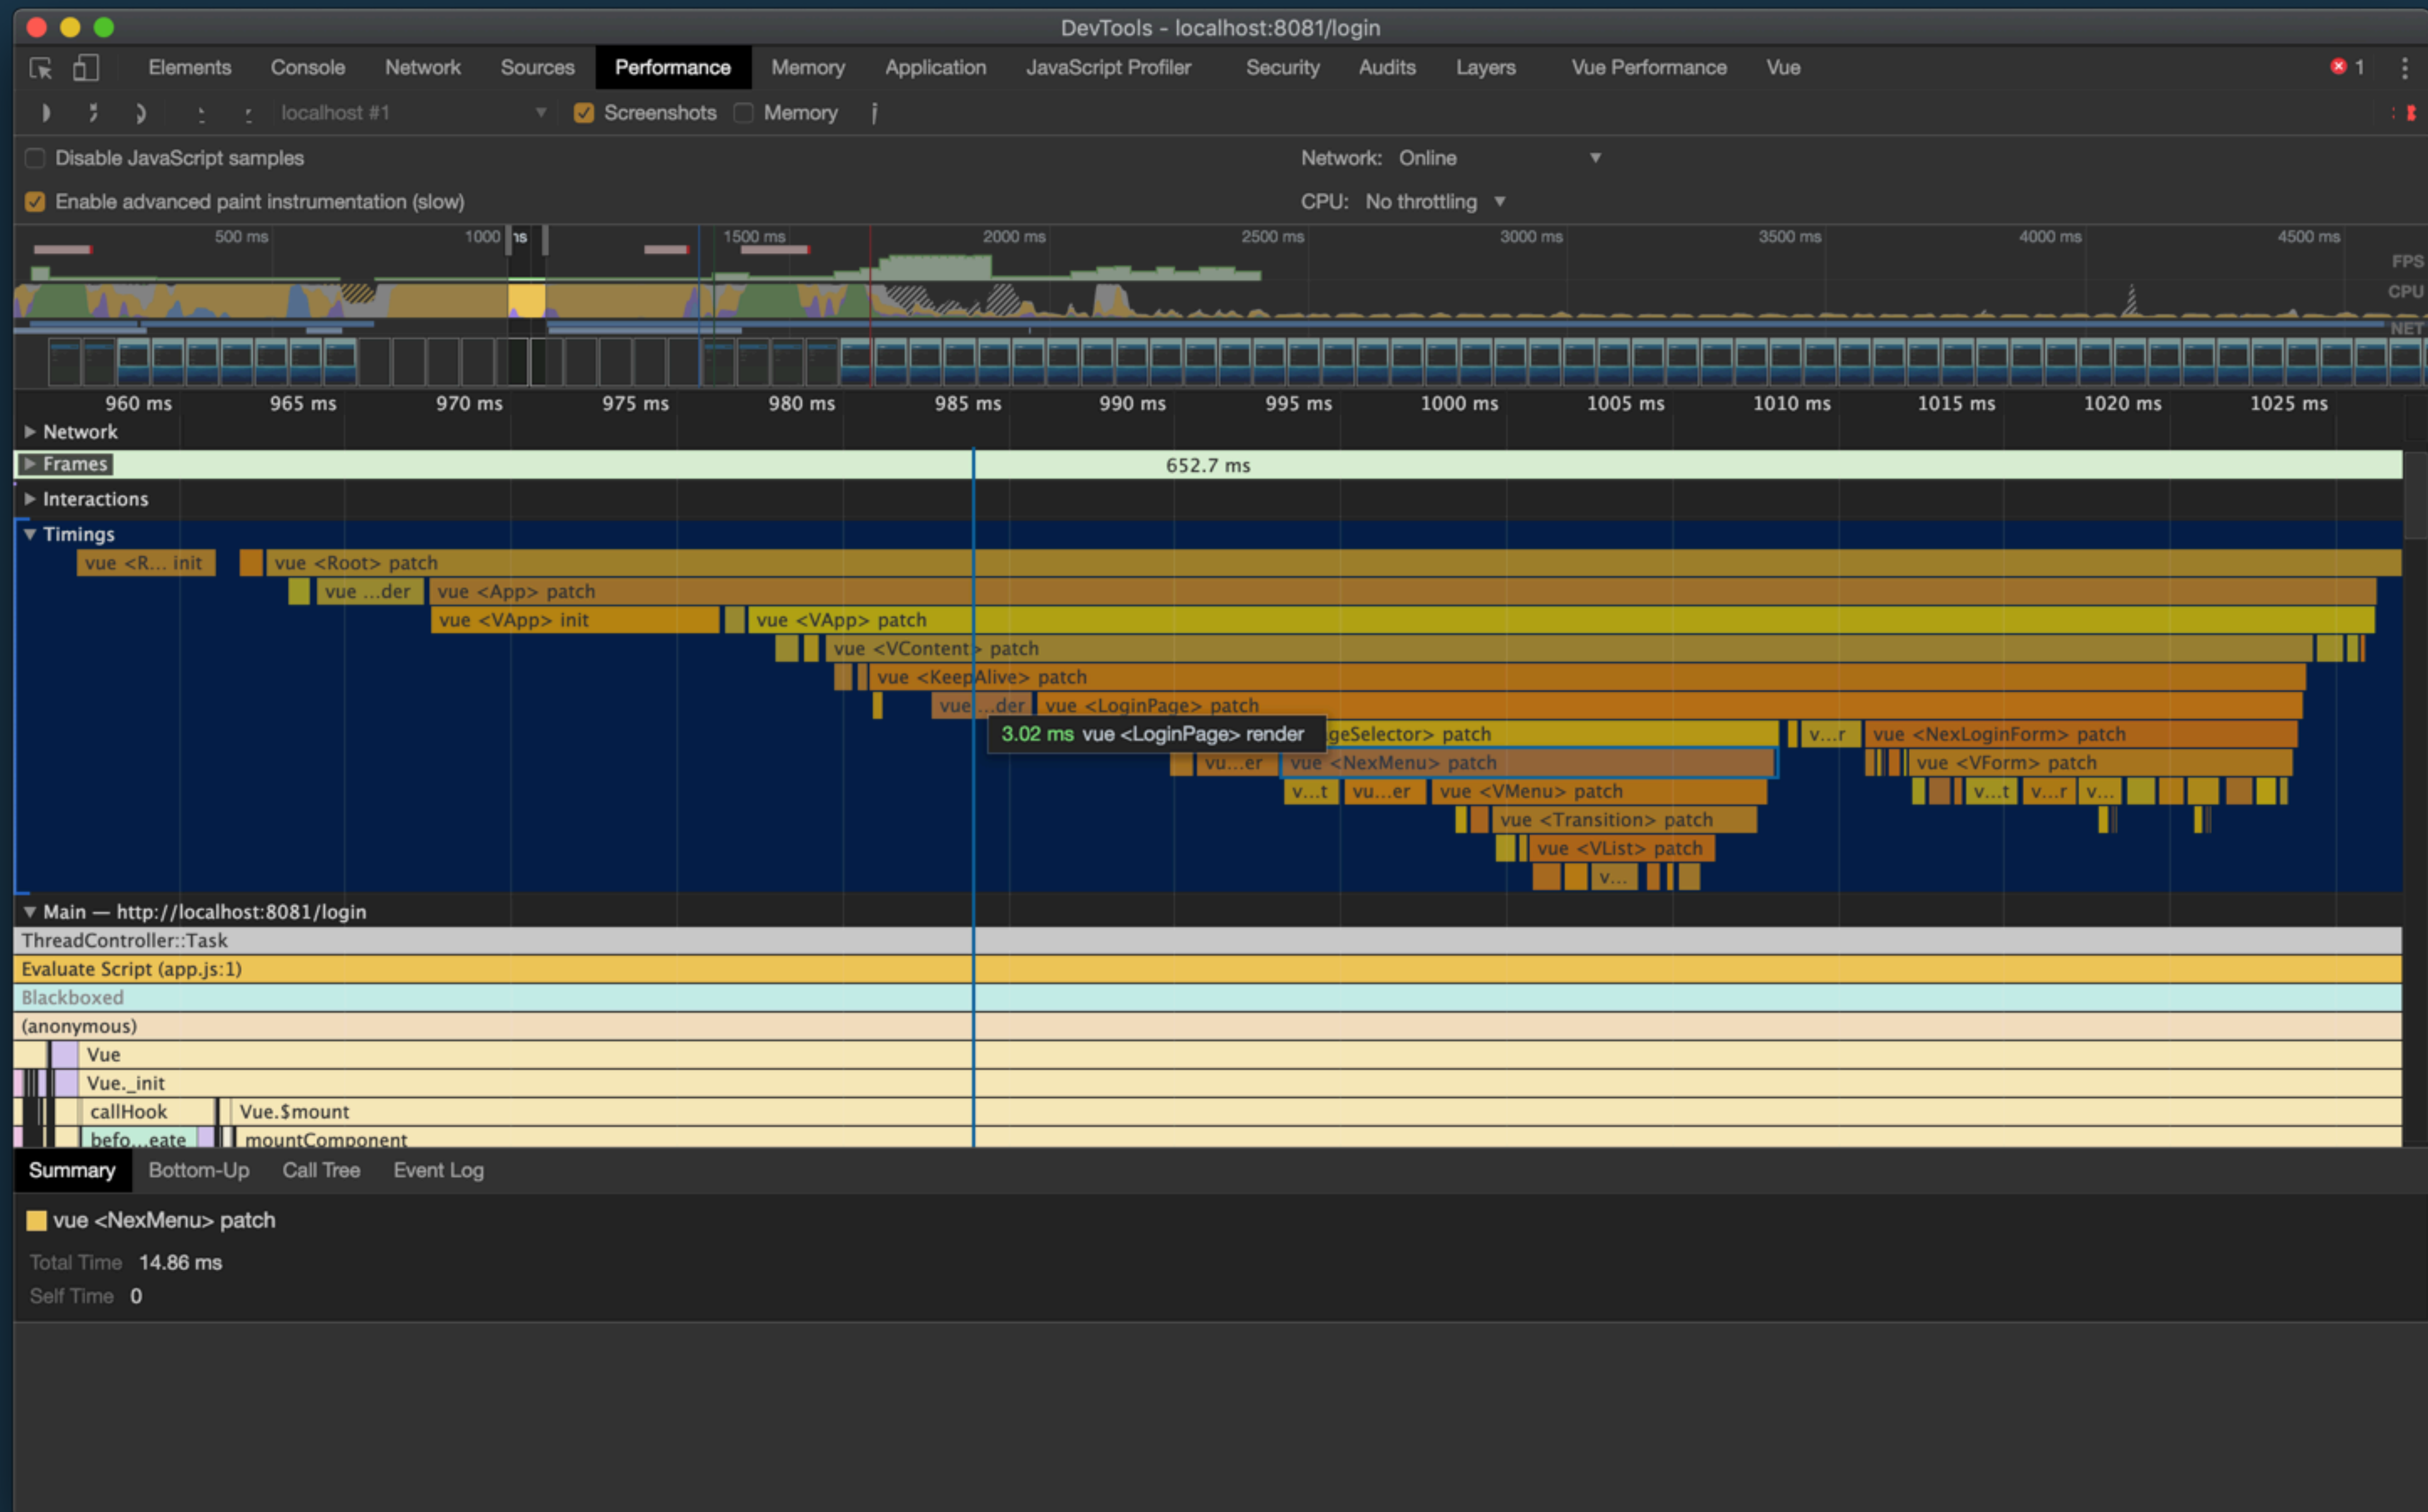 DevTools - localhost:8081/login
Elements Console Network Sources Performance Memory Application JavaScript Profiler Security Audits Layers Vue Performance Vue 1
localhost #1 Screenshots Memory
Disable JavaScript samples Network: Online
Enable advanced paint instrumentation (slow) CPU: No throttling
500 ms 1000 ns 1500 ms 2000 ms 2500 ms 3000 ms 3500 ms 4000 ms 4500 ms
FPS
CPU
NET
960 ms 965 ms 970 ms 975 ms 980 ms 985 ms 990 ms 995 ms 1000 ms 1005 ms 1010 ms 1015 ms 1020 ms 1025 ms
Network
Frames 652.7 ms
Interactions
Timings
vue <R... init vue <Root> patch
vue ...der vue <App> patch
vue <VApp> init vue <VApp> patch
vue <VContent> patch
vue <KeepAlive> patch
vue ...der vue <LoginPage> patch
3.02 ms vue <LoginPage> render geSelector> patch v...r vue <NexLoginForm> patch
vu...er vue <NexMenu> patch vue <VForm> patch
v...t vu...er vue <VMenu> patch v...t v...r v...
vue <Transition> patch
vue <VList> patch
v...
Main — http://localhost:8081/login
ThreadController::Task
Evaluate Script (app.js:1)
Blackboxed
(anonymous)
Vue
Vue._init
callHook Vue.$mount
befo...eate mountComponent
Summary Bottom-Up Call Tree Event Log
vue <NexMenu> patch
Total Time 14.86 ms
Self Time 0